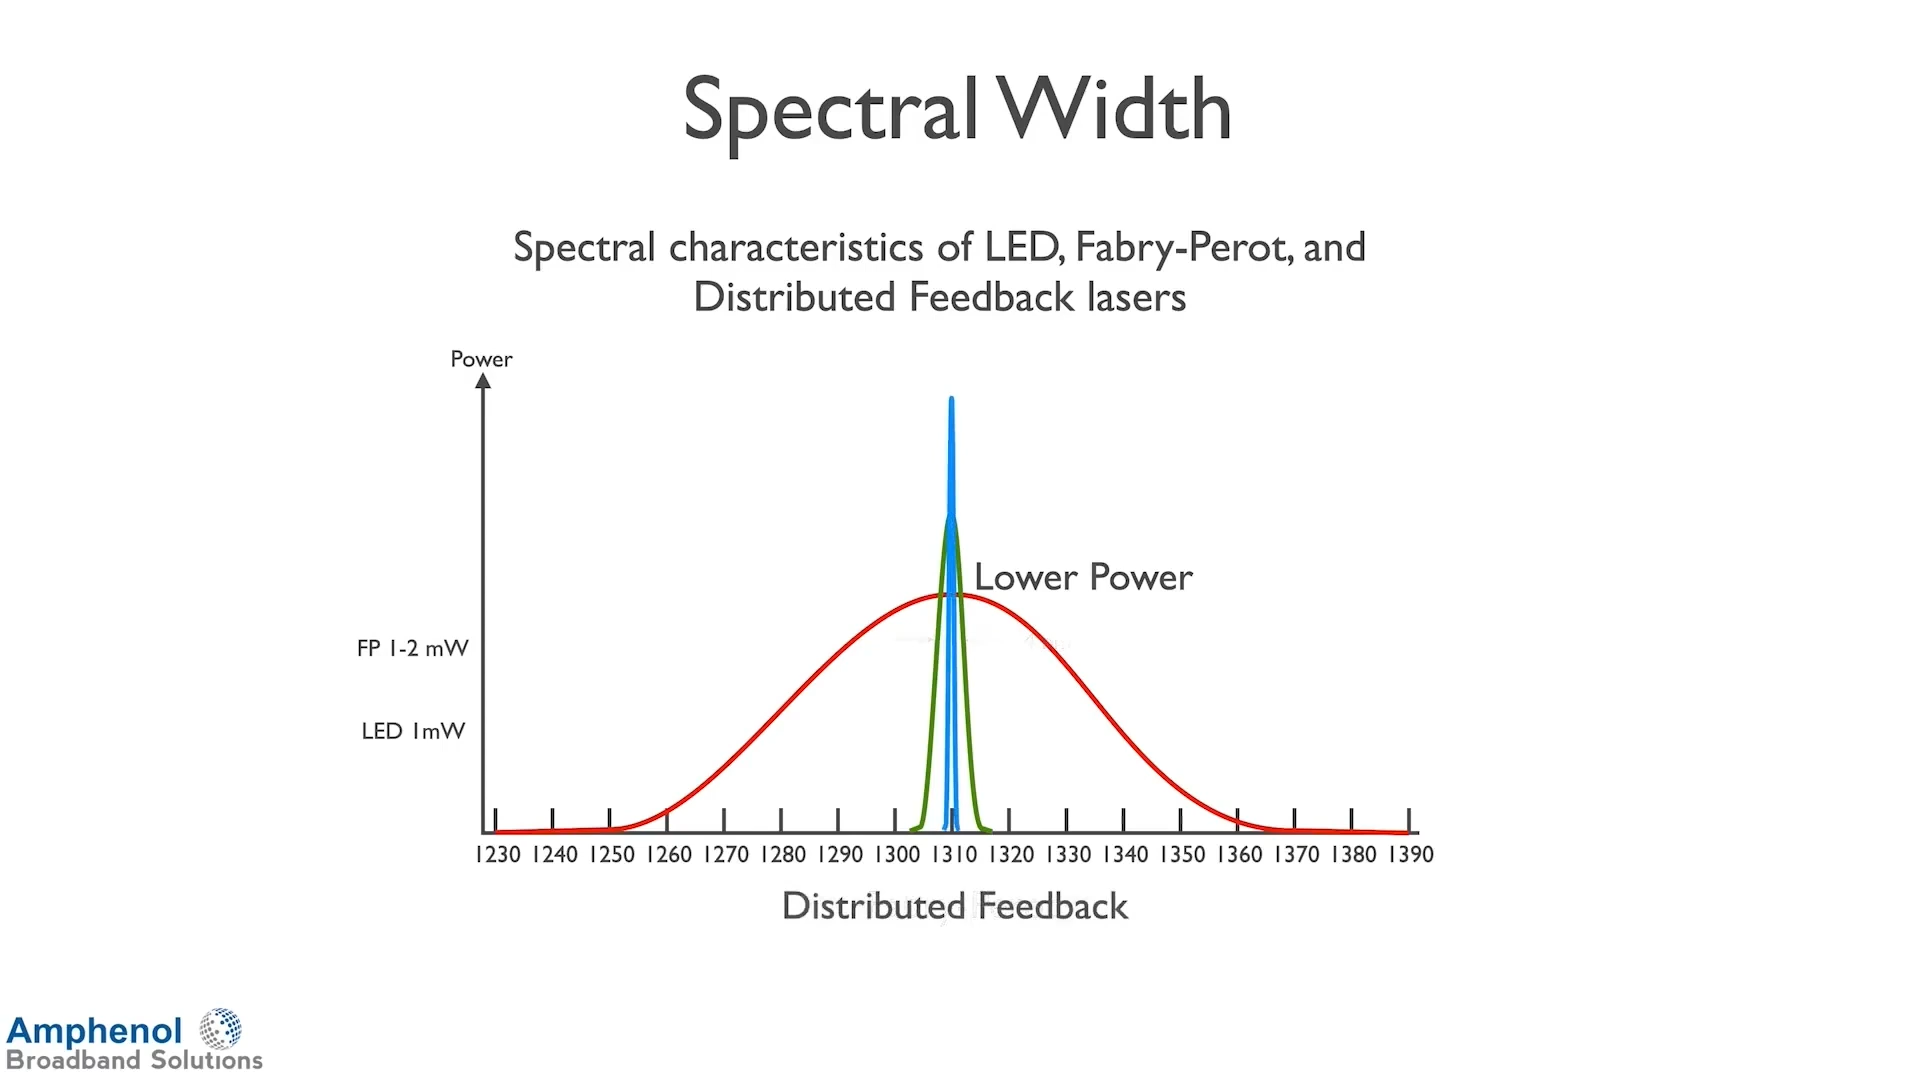 Spectral Width
Spectral characteristics of LED, Fabry-Perot, and
Distributed Feedback lasers
Power
Lower Power
FP 1-2 mW
LED 1mW
1230 1240 1250 1260 1270 1280 1290 1300 1310 1320 1330 1340 1350 1360 1370 1380 1390
Distributed Feedback
Amphenol
Broadband Solutions